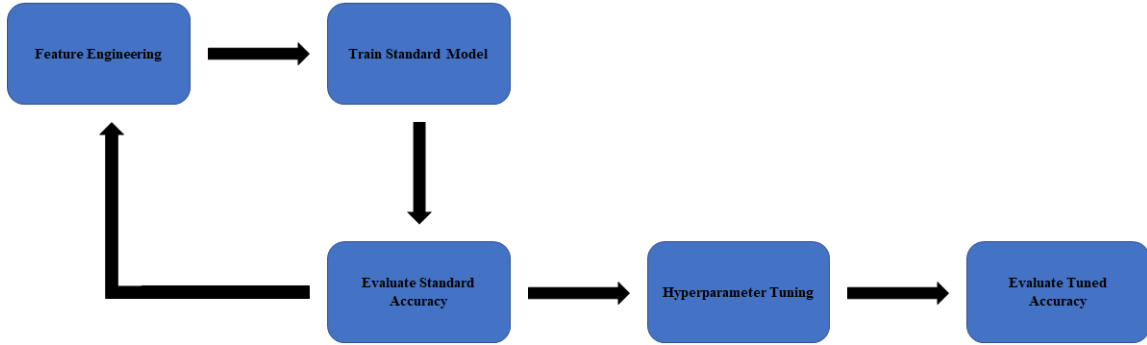 Feature Engineering
Train Standard Model
Evaluate Standard
Accuracy
Hyperparameter Tuning
Evaluate Tuned
Accuracy